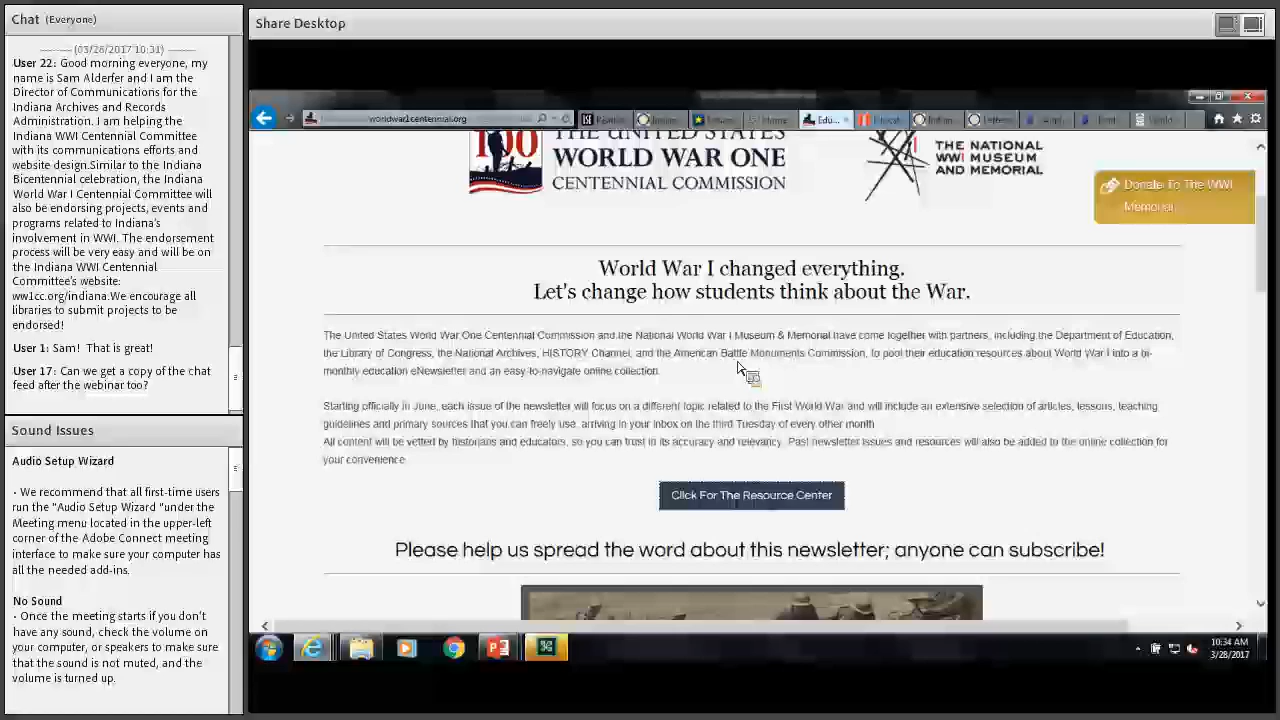 Chat (Everyone)
(03/28/2017 10:31)
User 22: Good morning everyone, my
name is Sam Alderfer and I am the
Director of Communications for the
Indiana Archives and Records
Administration. I am helping the
Indiana WWI Centennial Committee
with its communications efforts and
website design.Similar to the Indiana
Bicentennial celebration, the Indiana
World War I Centennial Committee will
also be endorsing projects, events and
programs related to Indiana's
involvement in WWI. The endorsement
process will be very easy and will be on
the Indiana WWI Centennial
Committee's website:
ww1cc.org/indiana.We encourage all
libraries to submit projects to be
endorsed!
User 1: Sam! That is great!
User 17: Can we get a copy of the chat
feed after the webinar too?
Sound Issues
Audio Setup Wizard
• We recommend that all first-time users
run the "Audio Setup Wizard "under the
Meeting menu located in the upper-left
corner of the Adobe Connect meeting
interface to make sure your computer has
all the needed add-ins.
No Sound
• Once the meeting starts if you don't
have any sound, check the volume on
your computer, or speakers to make sure
that the sound is not muted, and the
volume is turned up.
Share Desktop
worldwar1centennial.org
Home
Edu...
100
THE UNITED STATES
WORLD WAR ONE
CENTENNIAL COMMISSION
THE NATIONAL
WWI MUSEUM
AND MEMORIAL
Donate To The WWI
Memorial
World War I changed everything.
Let's change how students think about the War.
The United States World War One Centennial Commission and the National World War I Museum & Memorial have come together with partners, including the Department of Education,
the Library of Congress, the National Archives, HISTORY Channel, and the American Battle Monuments Commission, to pool their education resources about World War I into a bi-
monthly education eNewsletter and an easy-to-navigate online collection.
Starting officially in June, each issue of the newsletter will focus on a different topic related to the First World War and will include an extensive selection of articles, lessons, teaching
guidelines and primary sources that you can freely use, arriving in your inbox on the third Tuesday of every other month
All content will be vetted by historians and educators, so you can trust in its accuracy and relevancy. Past newsletter issues and resources will also be added to the online collection for
your convenience
Click For The Resource Center
Please help us spread the word about this newsletter; anyone can subscribe!
10:34 AM
3/28/2017